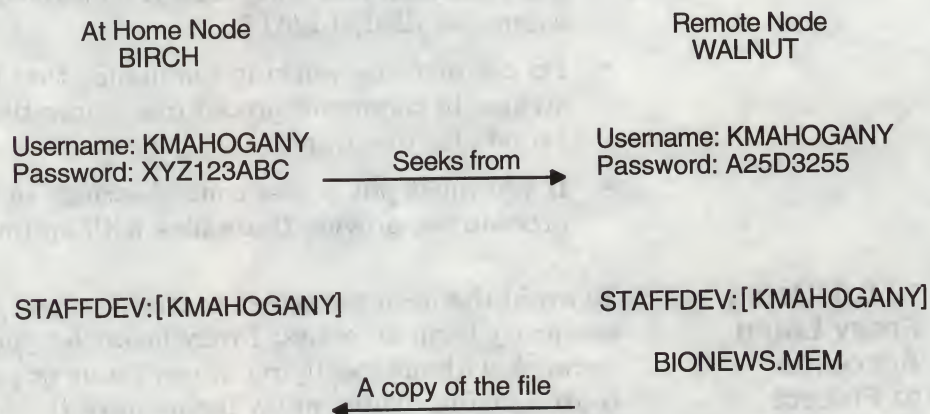 At Home Node
BIRCH
Remote Node
WALNUT
Username: KMAHOGANY
Password: XYZ123ABC
Seeks from
Username: KMAHOGANY
Password: A25D3255
STAFFDEV:[KMAHOGANY]
STAFFDEV:[KMAHOGANY]
BIONEWS.MEM
A copy of the file